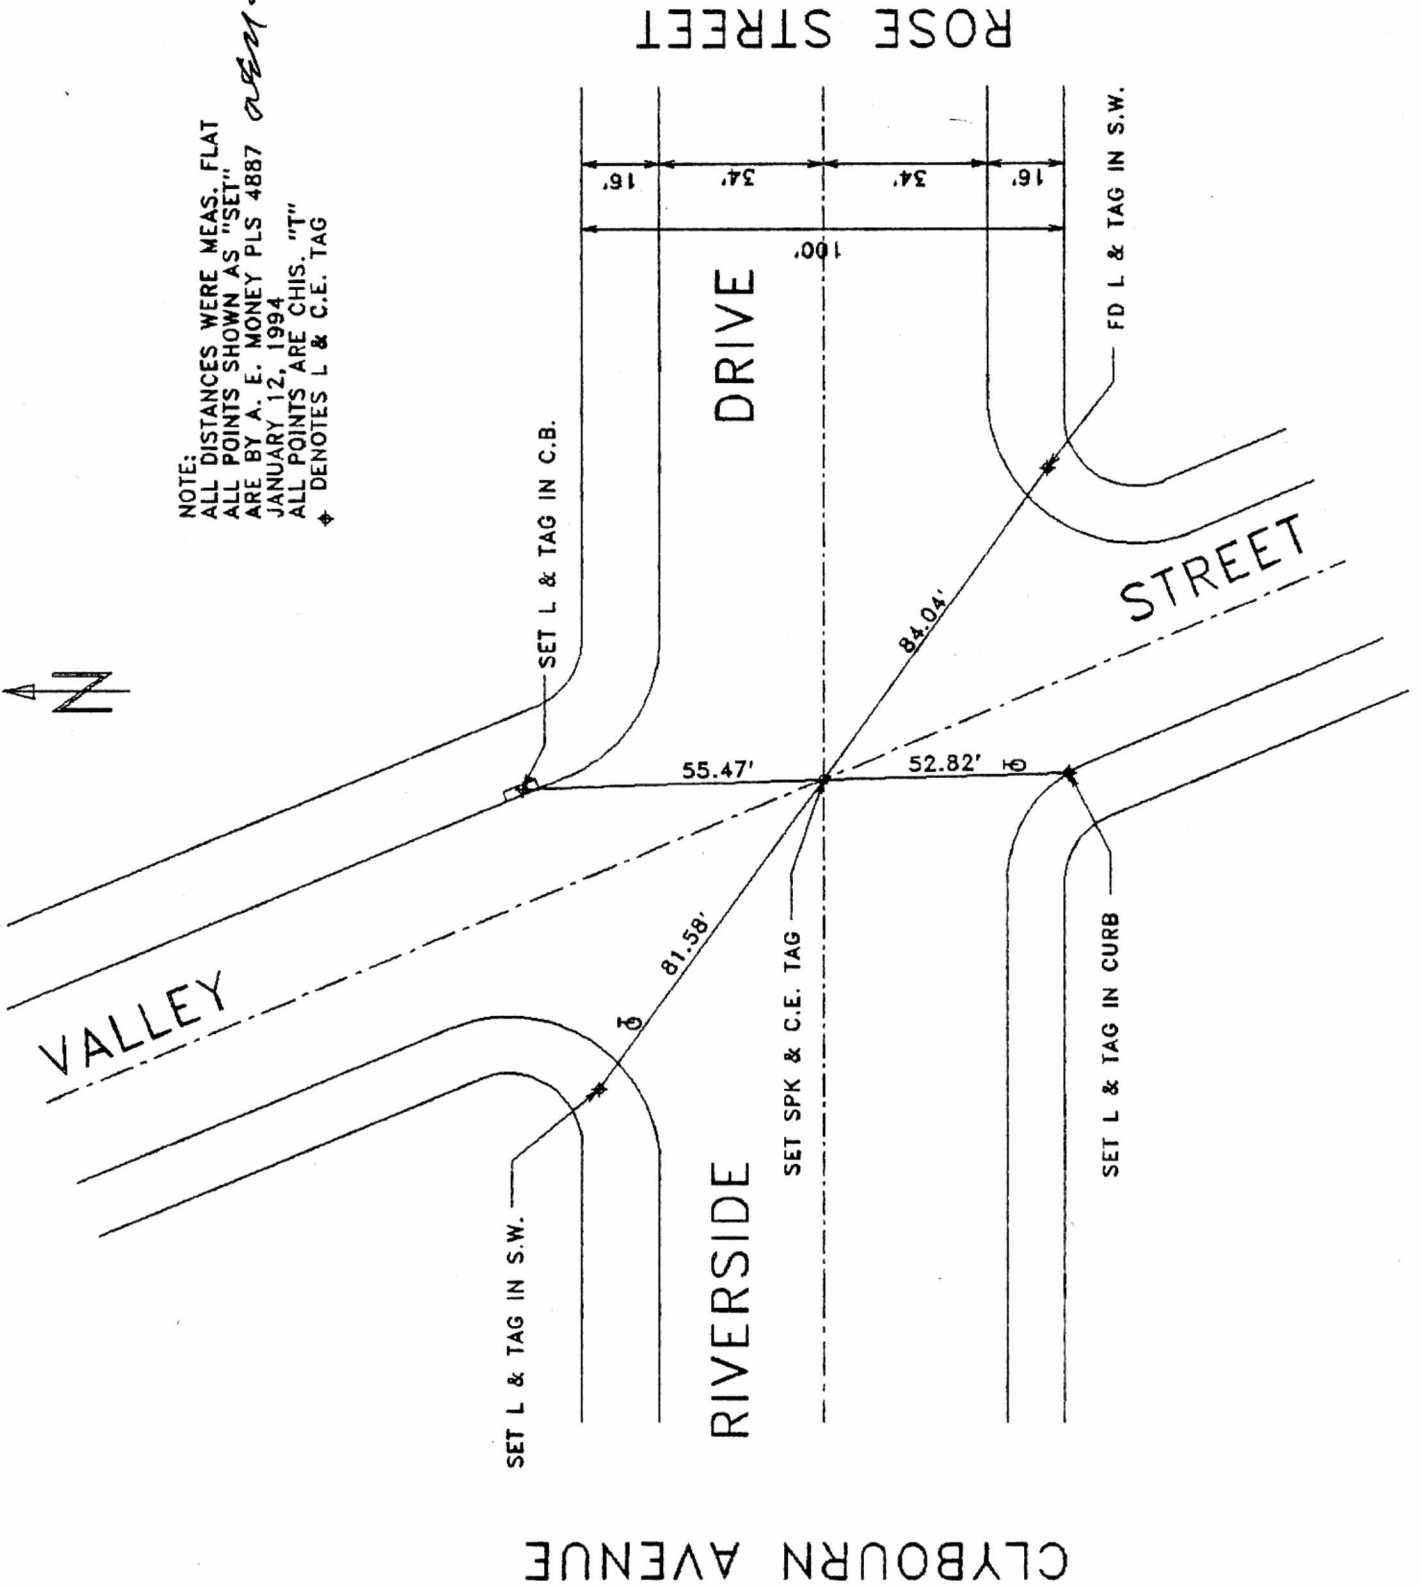 ROSE STREET
NOTE:
ALL DISTANCES WERE MEAS. FLAT
ALL POINTS SHOWN AS "SET"
ARE BY A. E. MONEY PLS 4887
JANUARY 12, 1994
ALL POINTS ARE CHIS. "T"
DENOTES L & C.E. TAG
N
SET L & TAG IN C.B.
DRIVE
16'
34'
34'
16'
100'
FD L & TAG IN S.W.
VALLEY
STREET
55.47'
52.82'
84.04'
81.58'
SET L & TAG IN S.W.
RIVERSIDE
SET SPK & C.E. TAG
SET L & TAG IN CURB
CLYBOURN AVENUE